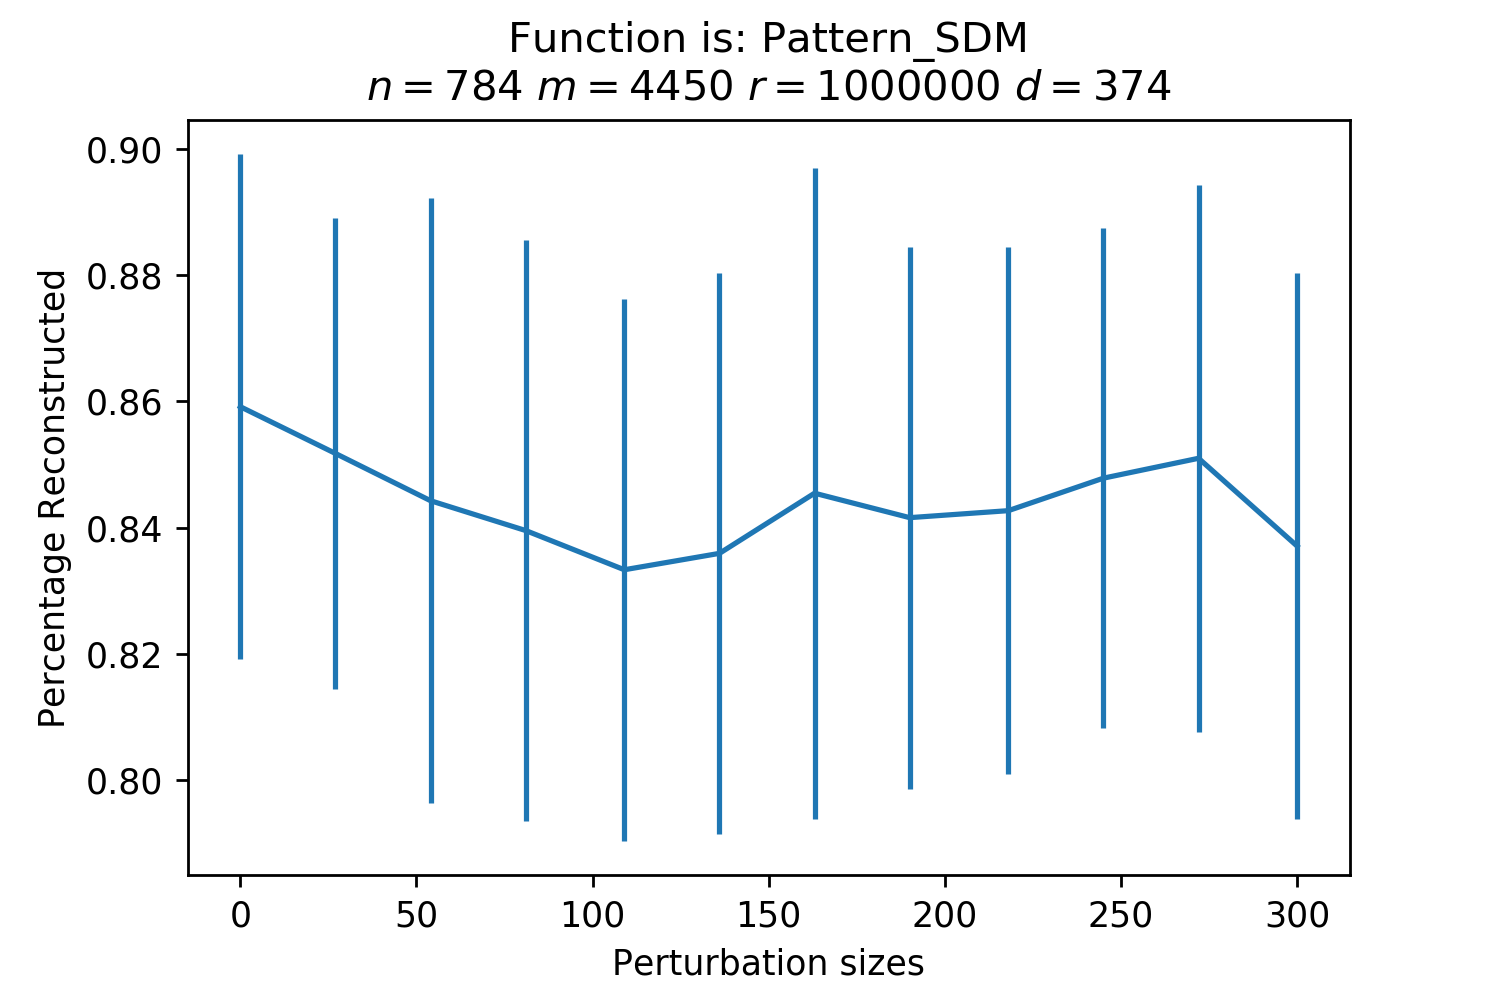 Function is: Pattern_SDM
n = 784 m = 4450 r = 1000000 d = 374
0.90
0.88
0.86
0.84
0.82
0.80
Percentage Reconstructed
0 50 100 150 200 250 300
Perturbation sizes